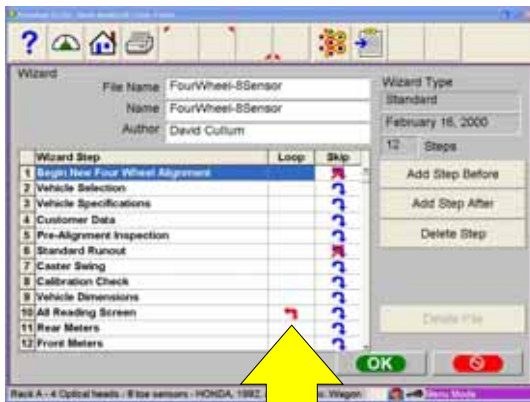 ?
Wizard
File Name FourWheel-8Sensor
Name FourWheel-8Sensor
Author David Cullum
Wizard Type
Standard
February 16, 2000
12 Steps
Wizard Step Loop Skip
1 Begin New Four Wheel Alignment
2 Vehicle Selection
3 Vehicle Specifications
4 Customer Data
5 Pre-Alignment Inspection
6 Standard Runout
7 Caster Swing
8 Calibration Check
9 Vehicle Dimensions
10 All Reading Screen
11 Rear Meters
12 Front Meters
Add Step Before
Add Step After
Delete Step
Delete File
OK
Rack A - 4 Optical heads - 8 toe sensors - HONDA, 1992, Wagon
Menu Mode